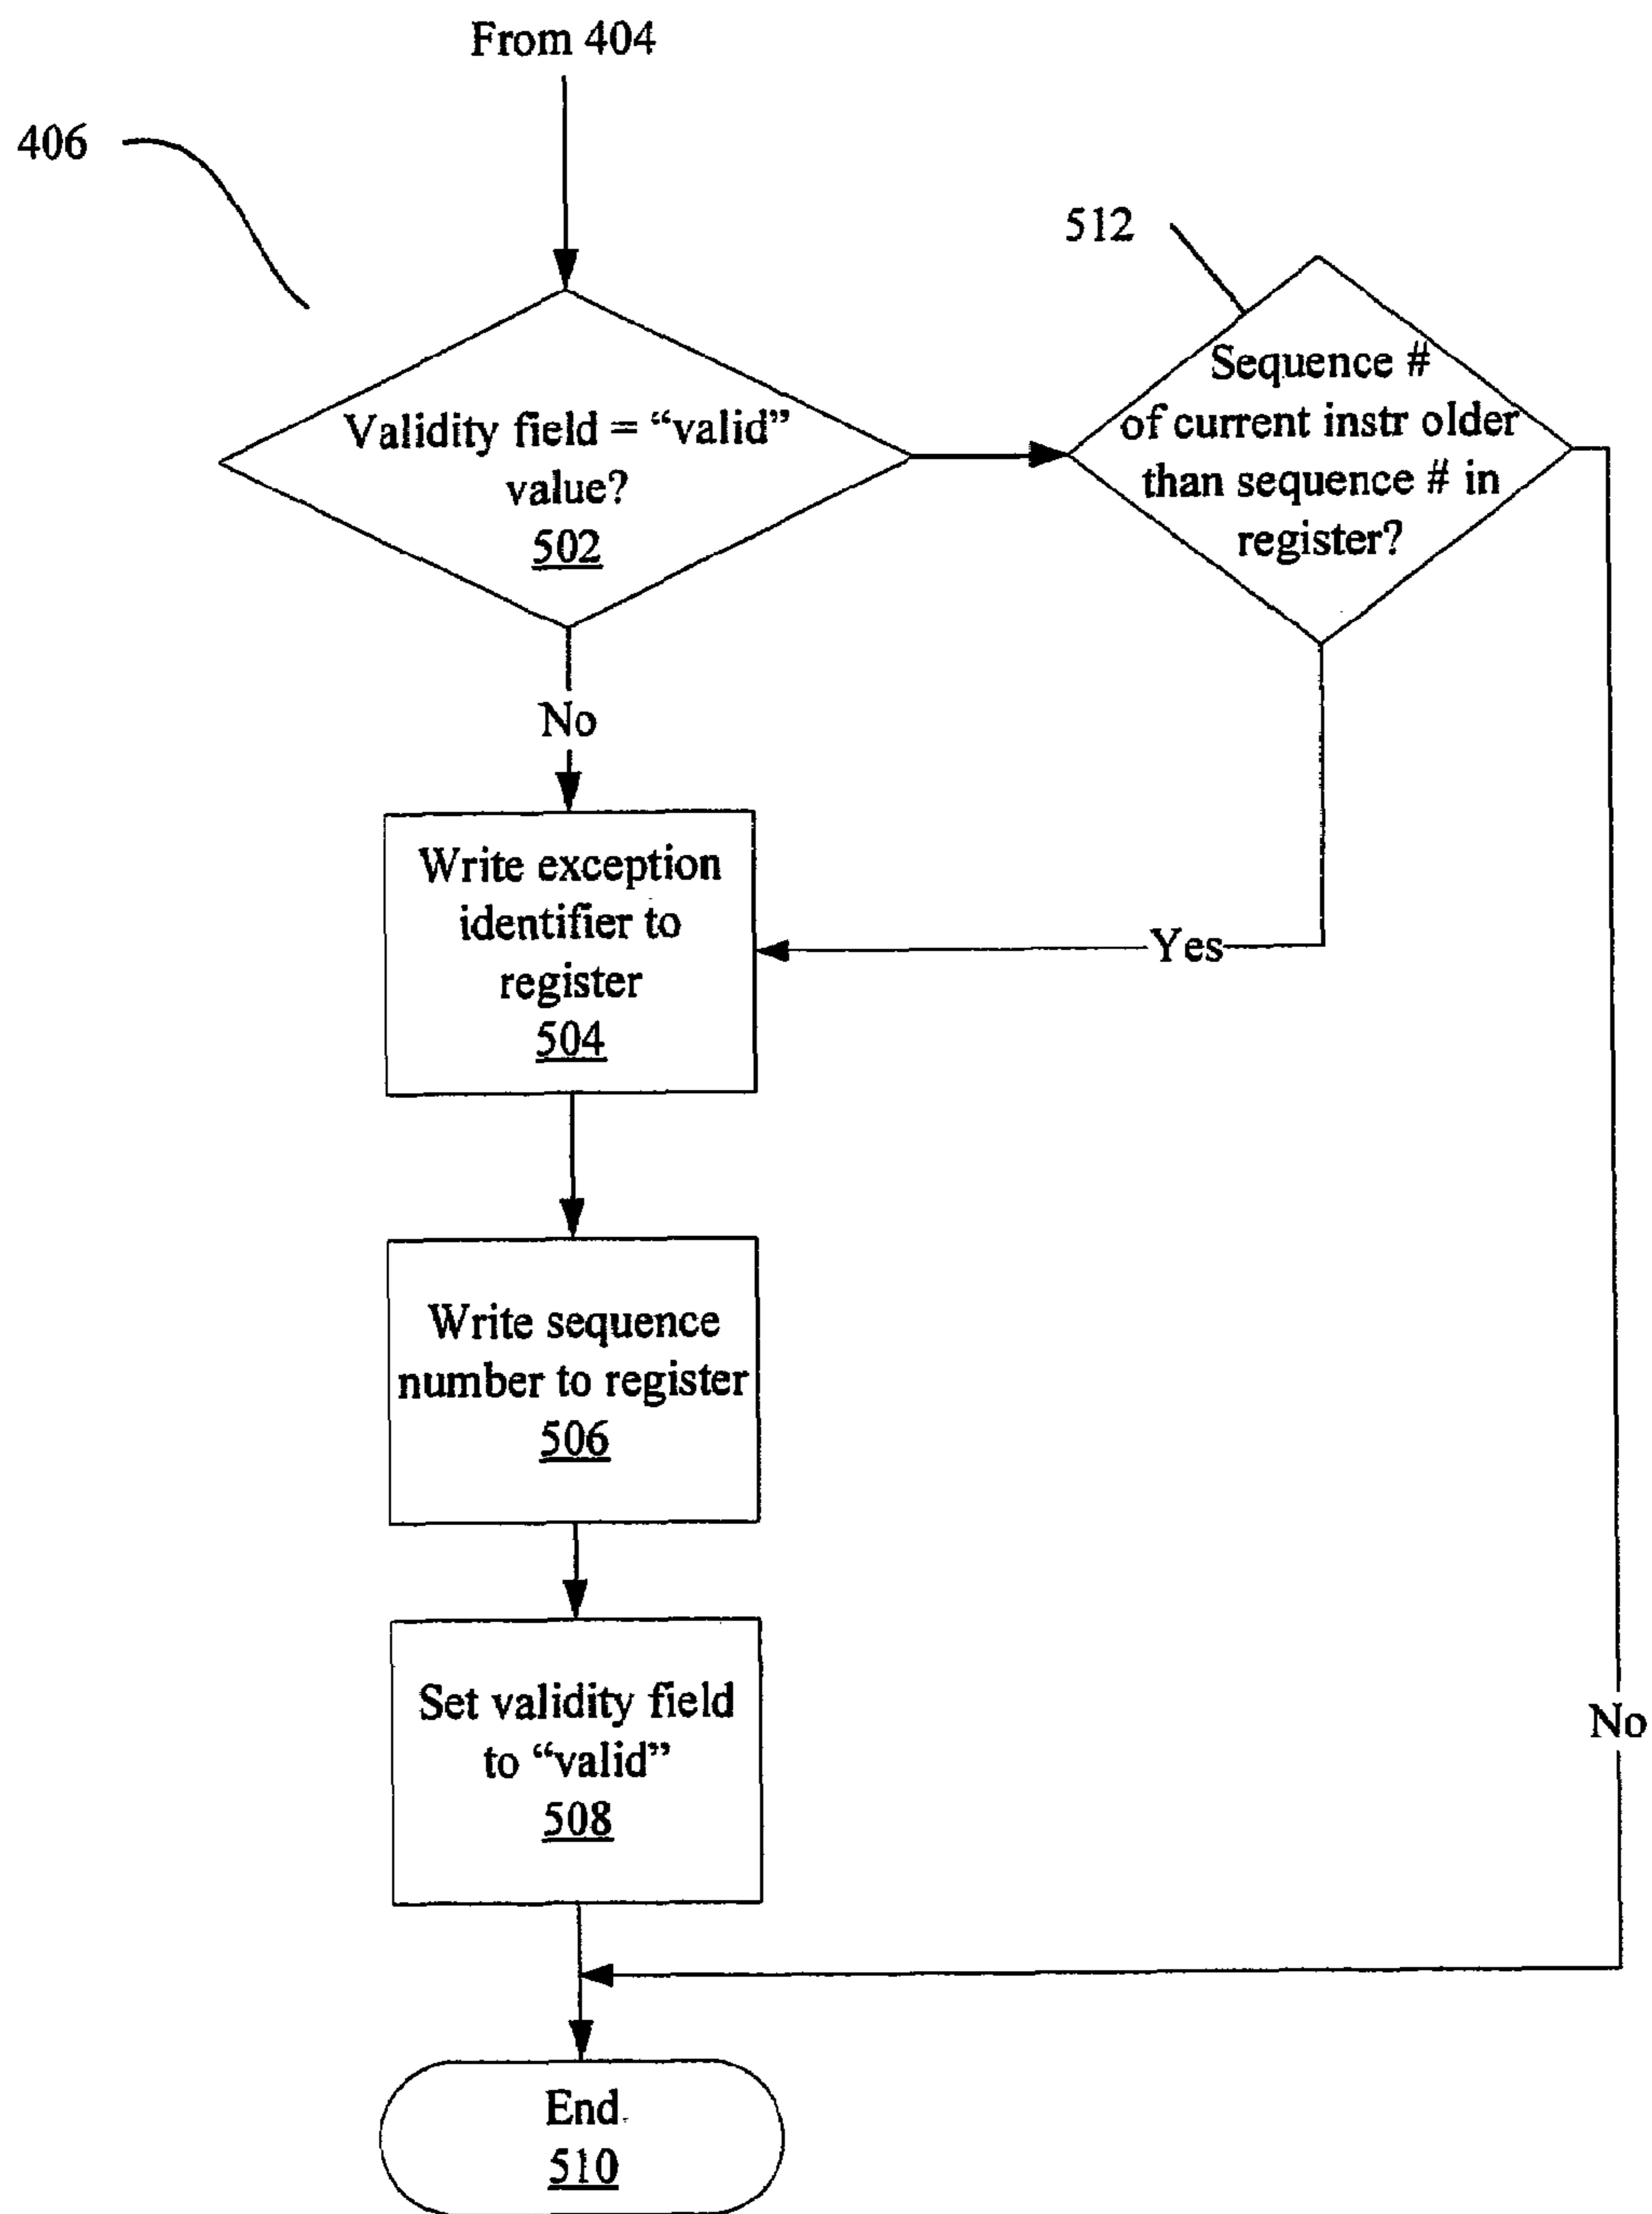 From 404
406
512
Validity field = “valid”
value?
502
Sequence #
of current instr older
than sequence # in
register?
No
Write exception
identifier to
register
504
Yes
Write sequence
number to register
506
Set validity field
to “valid”
508
No
End
510